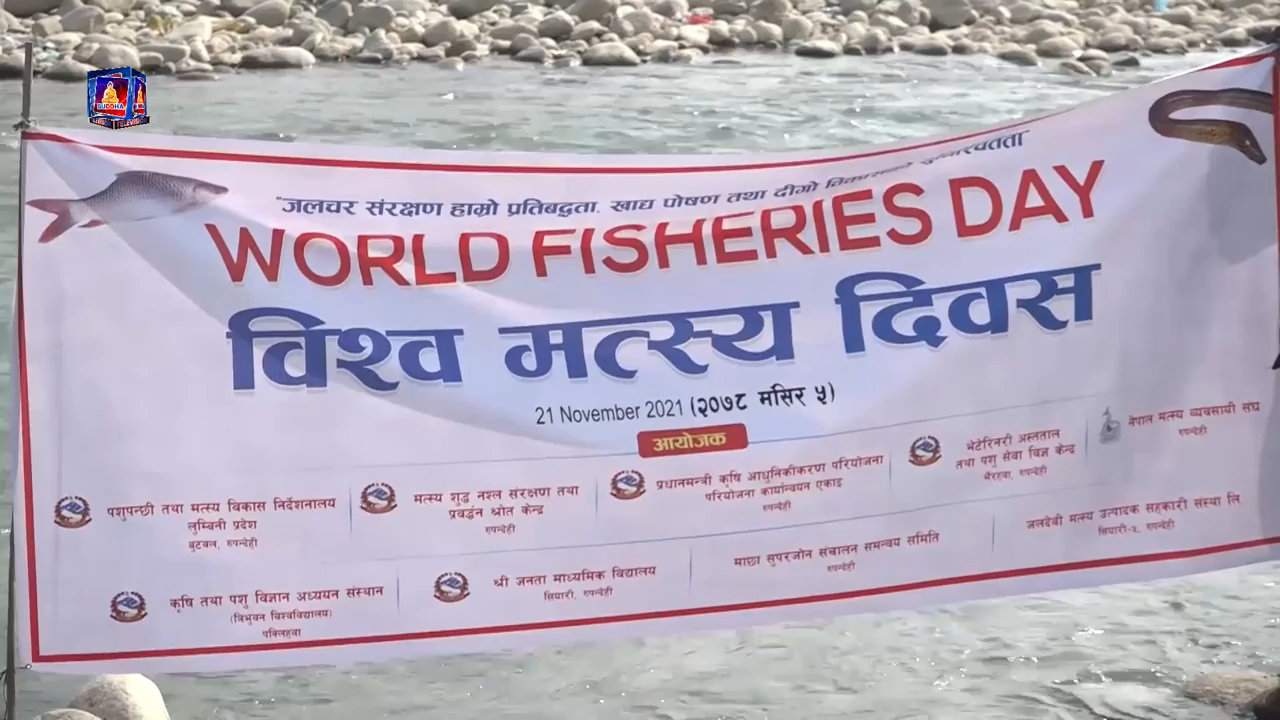 BUDDHA
TELEVISION
"जलचर संरक्षण हाम्रो प्रतिबद्धता, खाद्य पोषण तथा दीगो
WORLD FISHERIES DAY
विश्व मत्स्य दिवस
21 November 2021 (२०७८ मंसिर ५)
आयोजक
पशुपन्छी तथा मत्स्य विकास निर्देशनालय
लुम्बिनी प्रदेश
बुटवल, रुपन्देही
मत्स्य शुद्ध नश्ल संरक्षण तथा
प्रवर्द्धन श्रोत केन्द्र
रुपन्देही
प्रधानमन्त्री कृषि आधुनिकीकरण परियोजना
परियोजना कार्यान्वयन एकाइ
रुपन्देही
भेटेरिनरी अस्पताल
तथा पशु सेवा विज्ञ केन्द्र
भैरहवा, रुपन्देही
नेपाल मत्स्य व्यवसायी संघ
रुपन्देही
कृषि तथा पशु विज्ञान अध्ययन संस्थान
(त्रिभुवन विश्वविद्यालय)
पक्लिहवा
श्री जनता माध्यमिक विद्यालय
सियारी, रुपन्देही
माछा सुपरजोन संचालन समन्वय समिति
रुपन्देही
जलदेवी मत्स्य उत्पादक सहकारी संस्था लि
सियारी-५, रुपन्देही